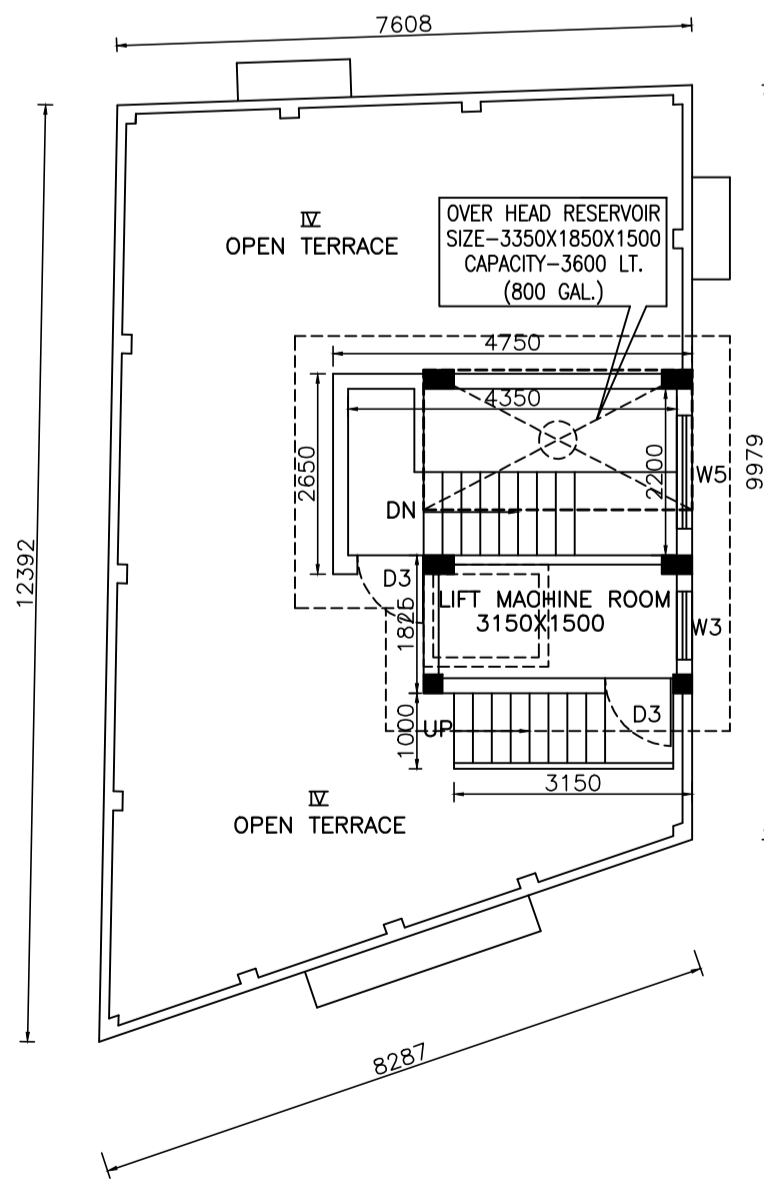 7608
IV
OPEN TERRACE
OVER HEAD RESERVOIR
SIZE-3350X1850X1500
CAPACITY-3600 LT.
(800 GAL.)
4750
4350
2650
2200
W5
9979
DN
12392
D3
1825
LIFT MACHINE ROOM
3150X1500
W3
1000
UP
D3
3150
IV
OPEN TERRACE
8287